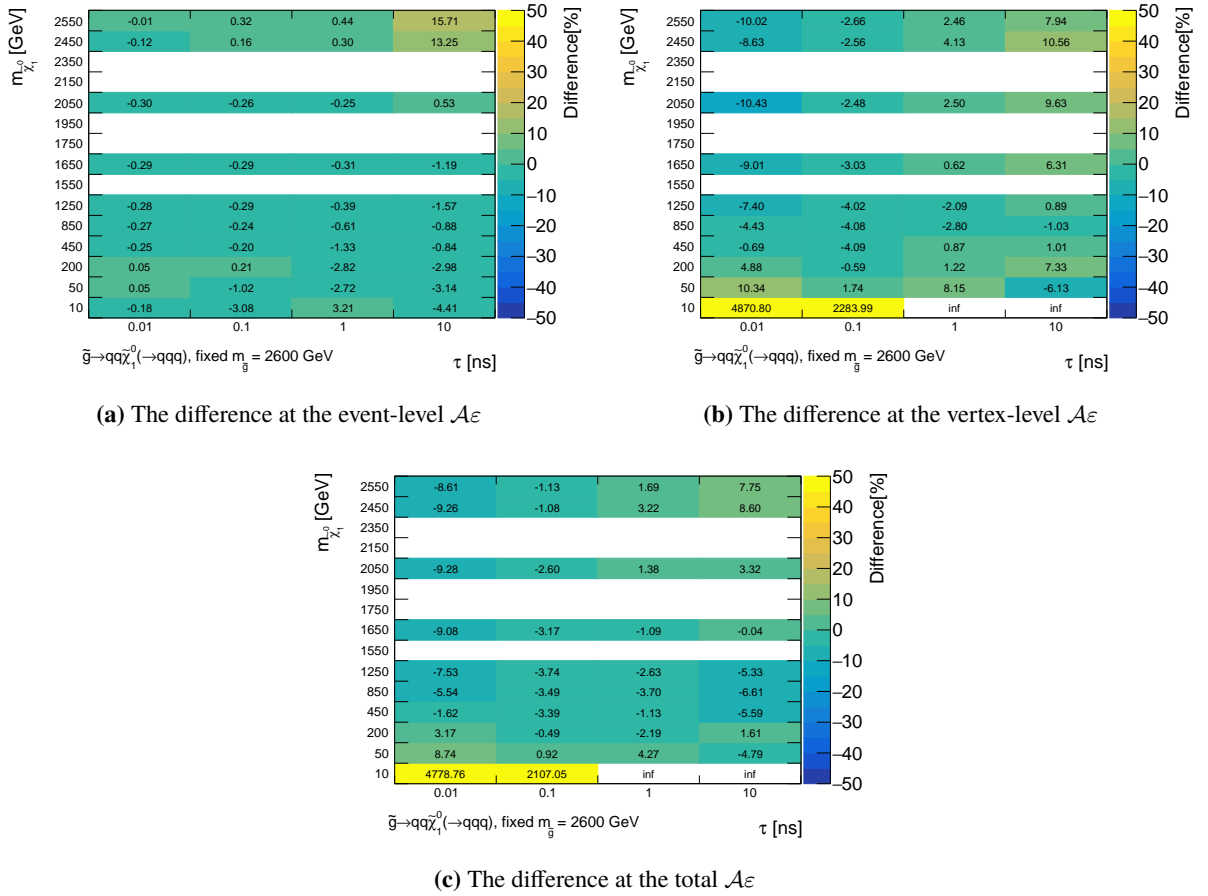 2550 -0.01 0.32 0.44 15.71
2450 -0.12 0.16 0.30 13.25
2350
2150
2050 -0.30 -0.26 -0.25 0.53
1950
1750
1650 -0.29 -0.29 -0.31 -1.19
1550
1250 -0.28 -0.29 -0.39 -1.57
850 -0.27 -0.24 -0.61 -0.88
450 -0.25 -0.20 -1.33 -0.84
200 0.05 0.21 -2.82 -2.98
50 0.05 -1.02 -2.72 -3.14
10 -0.18 -3.08 3.21 -4.41
0.01 0.1 1 10
m_χ̃₁⁰ [GeV]
50
40
30
20
10
0
−10
−20
−30
−40
−50
Difference[%]
g̃→qqχ̃₁⁰(→qqq), fixed m_g̃ = 2600 GeV
τ [ns]
(a) The difference at the event-level 𝒜ε
2550 -10.02 -2.66 2.46 7.94
2450 -8.63 -2.56 4.13 10.56
2350
2150
2050 -10.43 -2.48 2.50 9.63
1950
1750
1650 -9.01 -3.03 0.62 6.31
1550
1250 -7.40 -4.02 -2.09 0.89
850 -4.43 -4.08 -2.80 -1.03
450 -0.69 -4.09 0.87 1.01
200 4.88 -0.59 1.22 7.33
50 10.34 1.74 8.15 -6.13
10 4870.80 2283.99 inf inf
0.01 0.1 1 10
m_χ̃₁⁰ [GeV]
50
40
30
20
10
0
−10
−20
−30
−40
−50
Difference[%]
g̃→qqχ̃₁⁰(→qqq), fixed m_g̃ = 2600 GeV
τ [ns]
(b) The difference at the vertex-level 𝒜ε
2550 -8.61 -1.13 1.69 7.75
2450 -9.26 -1.08 3.22 8.60
2350
2150
2050 -9.28 -2.60 1.38 3.32
1950
1750
1650 -9.08 -3.17 -1.09 -0.04
1550
1250 -7.53 -3.74 -2.63 -5.33
850 -5.54 -3.49 -3.70 -6.61
450 -1.62 -3.39 -1.13 -5.59
200 3.17 -0.49 -2.19 1.61
50 8.74 0.92 4.27 -4.79
10 4778.76 2107.05 inf inf
0.01 0.1 1 10
m_χ̃₁⁰ [GeV]
50
40
30
20
10
0
−10
−20
−30
−40
−50
Difference[%]
g̃→qqχ̃₁⁰(→qqq), fixed m_g̃ = 2600 GeV
τ [ns]
(c) The difference at the total 𝒜ε